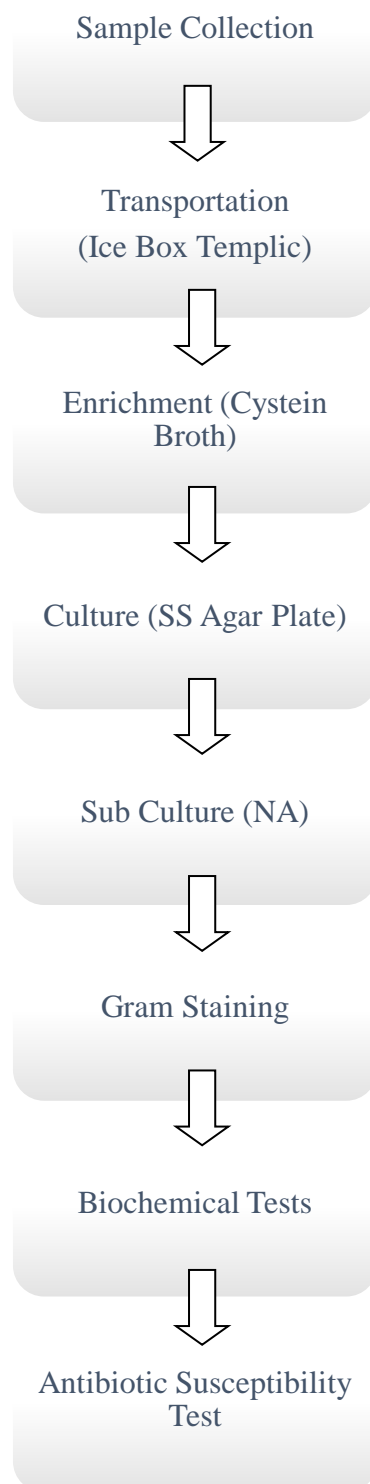 Sample Collection
Transportation
(Ice Box Templic)
Enrichment (Cystein
Broth)
Culture (SS Agar Plate)
Sub Culture (NA)
Gram Staining
Biochemical Tests
Antibiotic Susceptibility
Test